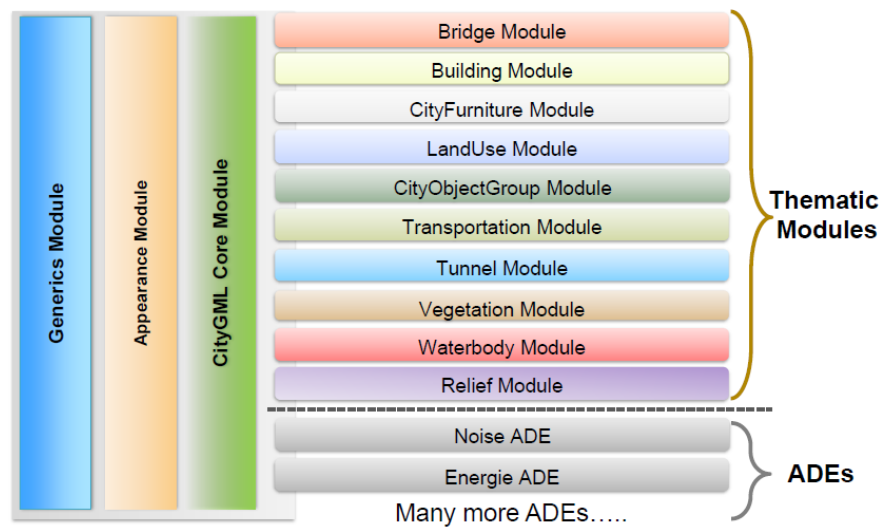 Generics Module
Appearance Module
CityGML Core Module
Bridge Module
Building Module
CityFurniture Module
LandUse Module
CityObjectGroup Module
Transportation Module
Tunnel Module
Vegetation Module
Waterbody Module
Relief Module
Thematic
Modules
Noise ADE
Energie ADE
Many more ADEs.....
ADEs